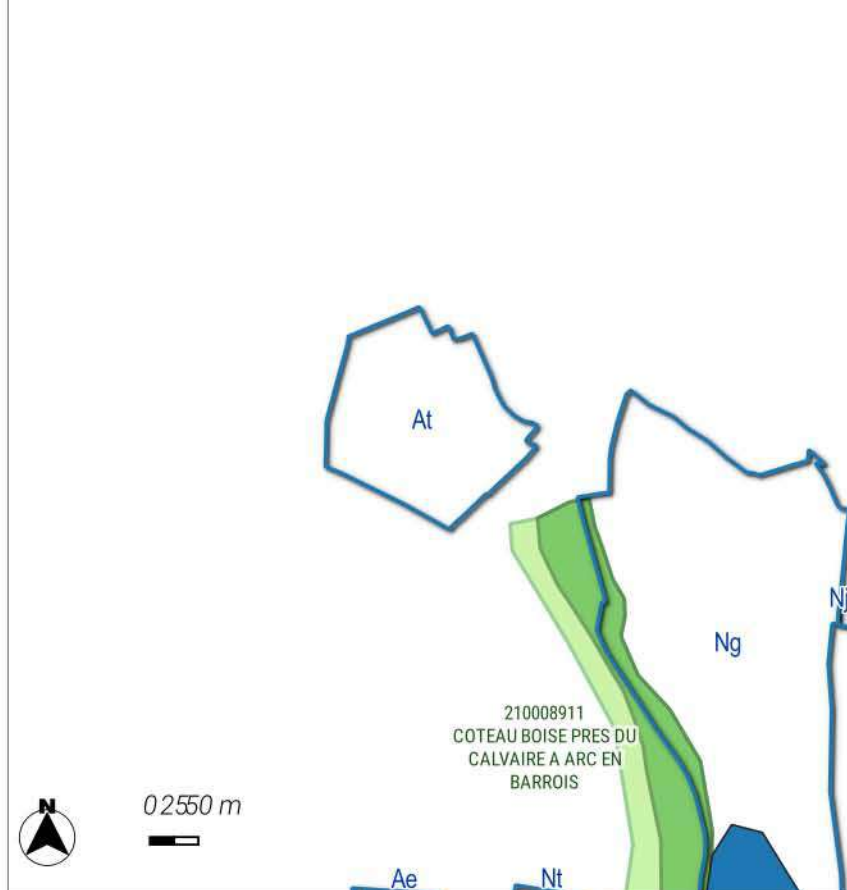 At
Nj
Ng
210008911
COTEAU BOISE PRES DU
CALVAIRE A ARC EN
BARROIS
N
0 25 50 m
Ae
Nt